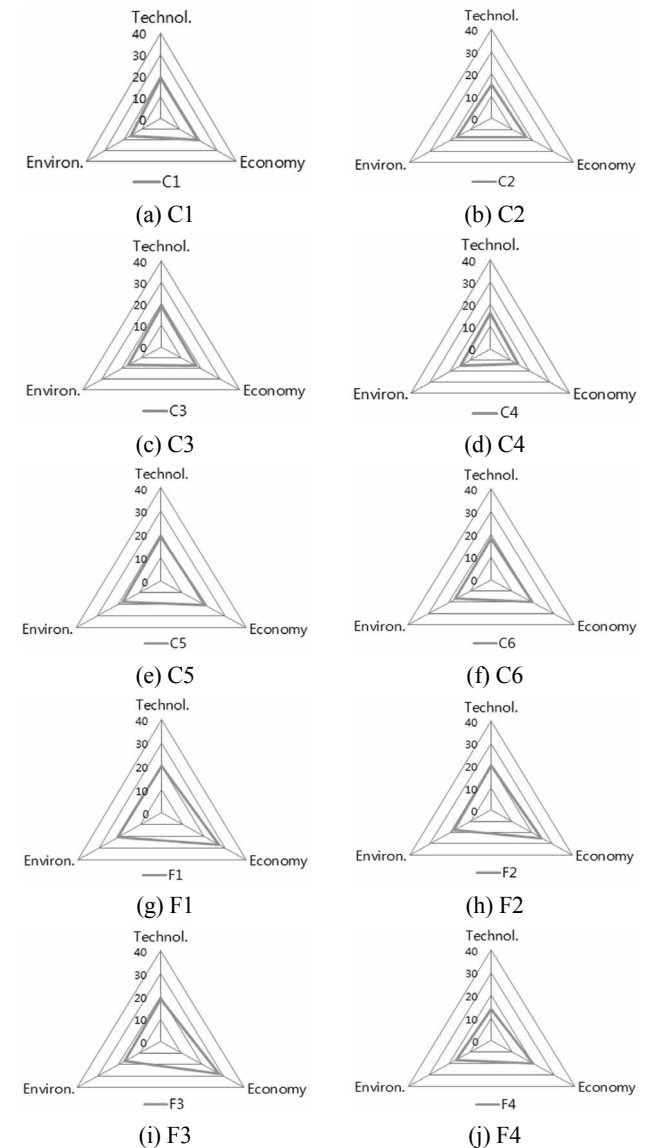 Technol.
40
30
20
10
0
Environ.
Economy
C1
(a) C1
Technol.
40
30
20
10
0
Environ.
Economy
C2
(b) C2
Technol.
40
30
20
10
0
Environ.
Economy
C3
(c) C3
Technol.
40
30
20
10
0
Environ.
Economy
C4
(d) C4
Technol.
40
30
20
10
0
Environ.
Economy
C5
(e) C5
Technol.
40
30
20
10
0
Environ.
Economy
C6
(f) C6
Technol.
40
30
20
10
0
Environ.
Economy
F1
(g) F1
Technol.
40
30
20
10
0
Environ.
Economy
F2
(h) F2
Technol.
40
30
20
10
0
Environ.
Economy
F3
(i) F3
Technol.
40
30
20
10
0
Environ.
Economy
F4
(j) F4